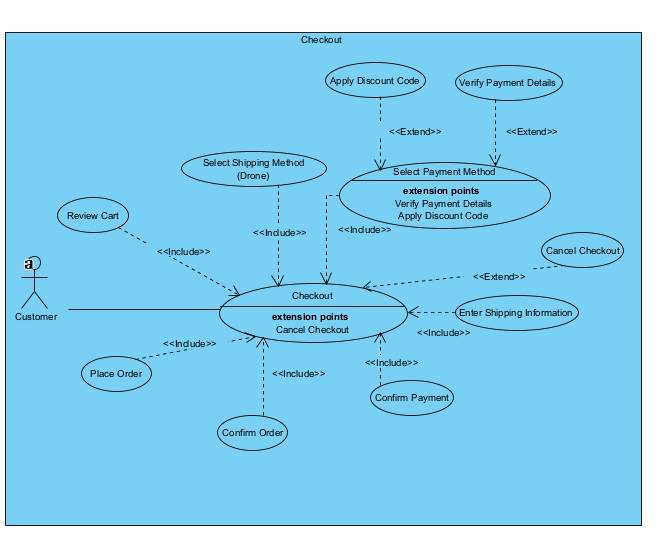 Checkout
Apply Discount Code
Verify Payment Details
<<Extend>>
<<Extend>>
Select Shipping Method
(Drone)
Select Payment Method
extension points
Verify Payment Details
Apply Discount Code
Review Cart
<<Include>>
<<Include>>
<<Include>>
Cancel Checkout
a
<<Extend>>
Customer
Checkout
extension points
Cancel Checkout
Enter Shipping Information
<<Include>>
<<Include>>
<<Include>>
Place Order
<<Include>>
Confirm Payment
Confirm Order